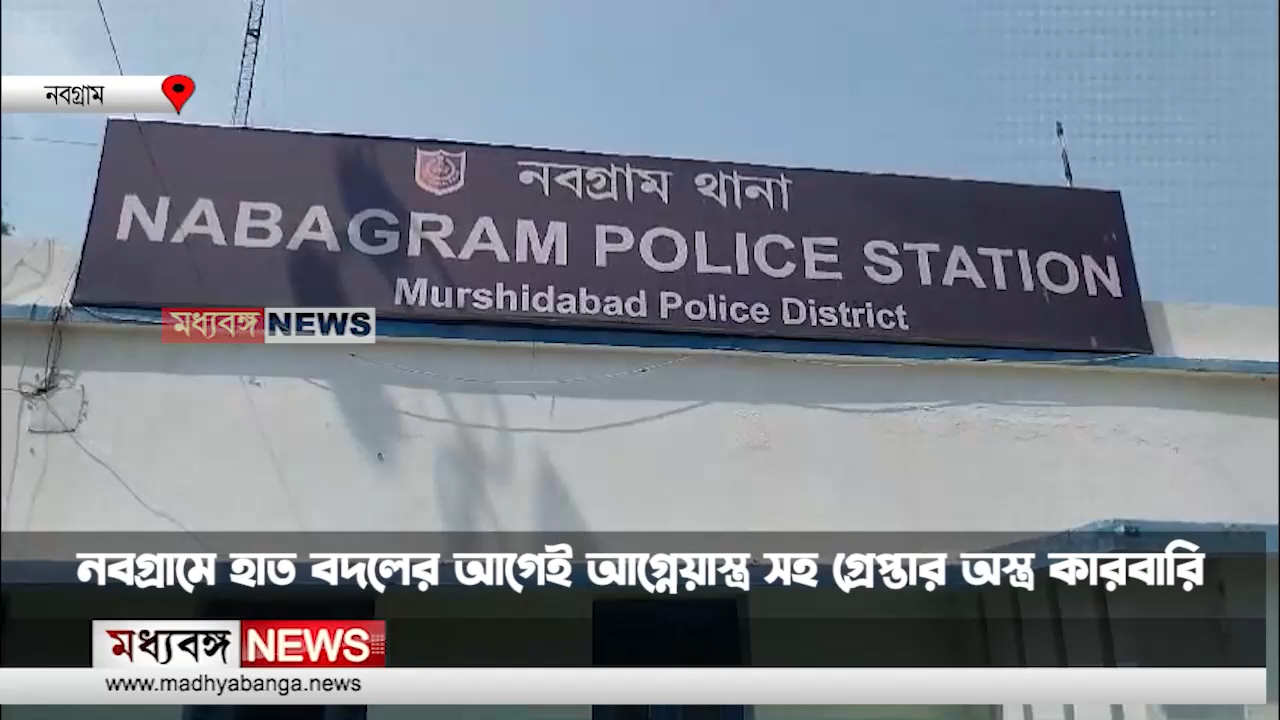 নবগ্রাম
নবগ্রাম থানা
NABAGRAM POLICE STATION
Murshidabad Police District
মধ্যবঙ্গ NEWS
নবগ্রামে হাত বদলের আগেই আগ্নেয়াস্ত্র সহ গ্রেপ্তার অস্ত্র কারবারি
মধ্যবঙ্গ NEWS
www.madhyabanga.news